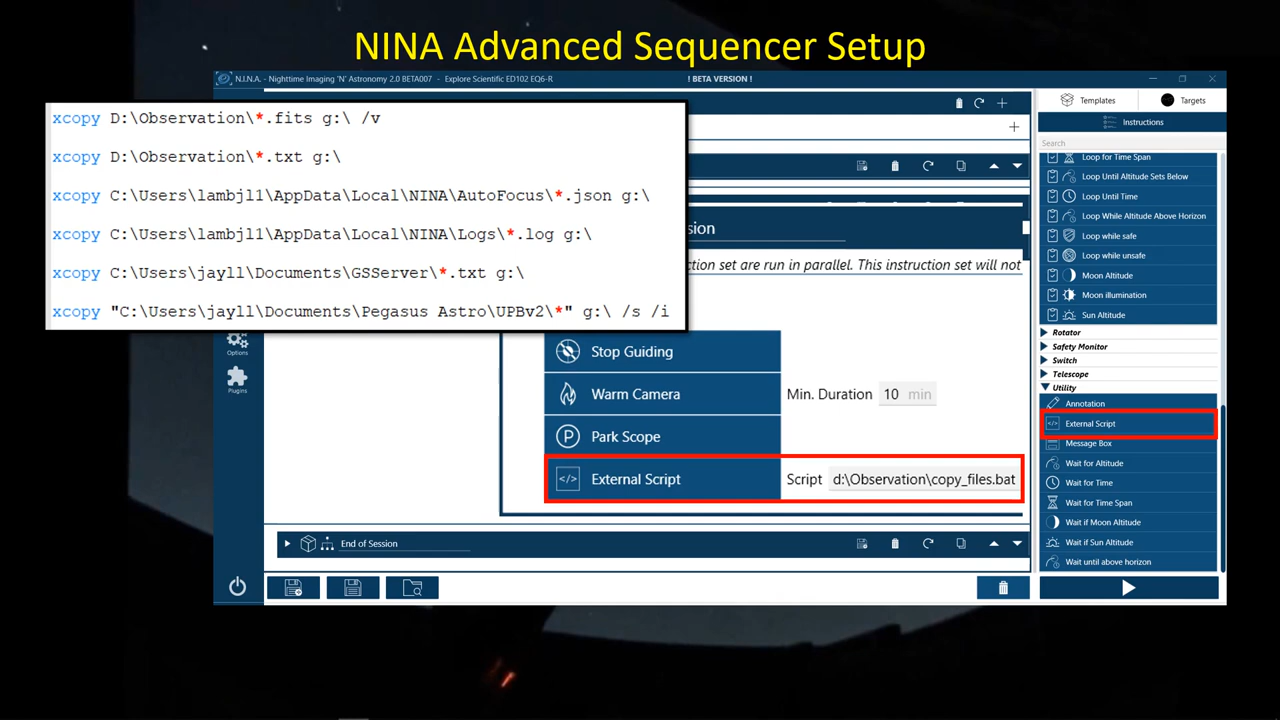 NINA Advanced Sequencer Setup
N.I.N.A. - Nighttime Imaging 'N' Astronomy 2.0 BETA007 - Explore Scientific ED102 EQ6-R
! BETA VERSION !
xcopy D:\Observation\*.fits g:\ /v
xcopy D:\Observation\*.txt g:\
xcopy C:\Users\lambjl1\AppData\Local\NINA\AutoFocus\*.json g:\
xcopy C:\Users\lambjl1\AppData\Local\NINA\Logs\*.log g:\
xcopy C:\Users\jayll\Documents\GSServer\*.txt g:\
xcopy "C:\Users\jayll\Documents\Pegasus Astro\UPBv2\*" g:\ /s /i
Options
Plugins
sion
ction set are run in parallel. This instruction set will not
Stop Guiding
Warm Camera Min. Duration 10 min
Park Scope
External Script Script d:\Observation\copy_files.bat
End of Session
Templates Targets
Instructions
Search
Loop for Time Span
Loop Until Altitude Sets Below
Loop Until Time
Loop While Altitude Above Horizon
Loop while safe
Loop while unsafe
Moon Altitude
Moon illumination
Sun Altitude
Rotator
Safety Monitor
Switch
Telescope
Utility
Annotation
External Script
Message Box
Wait for Altitude
Wait for Time
Wait for Time Span
Wait if Moon Altitude
Wait if Sun Altitude
Wait until above horizon